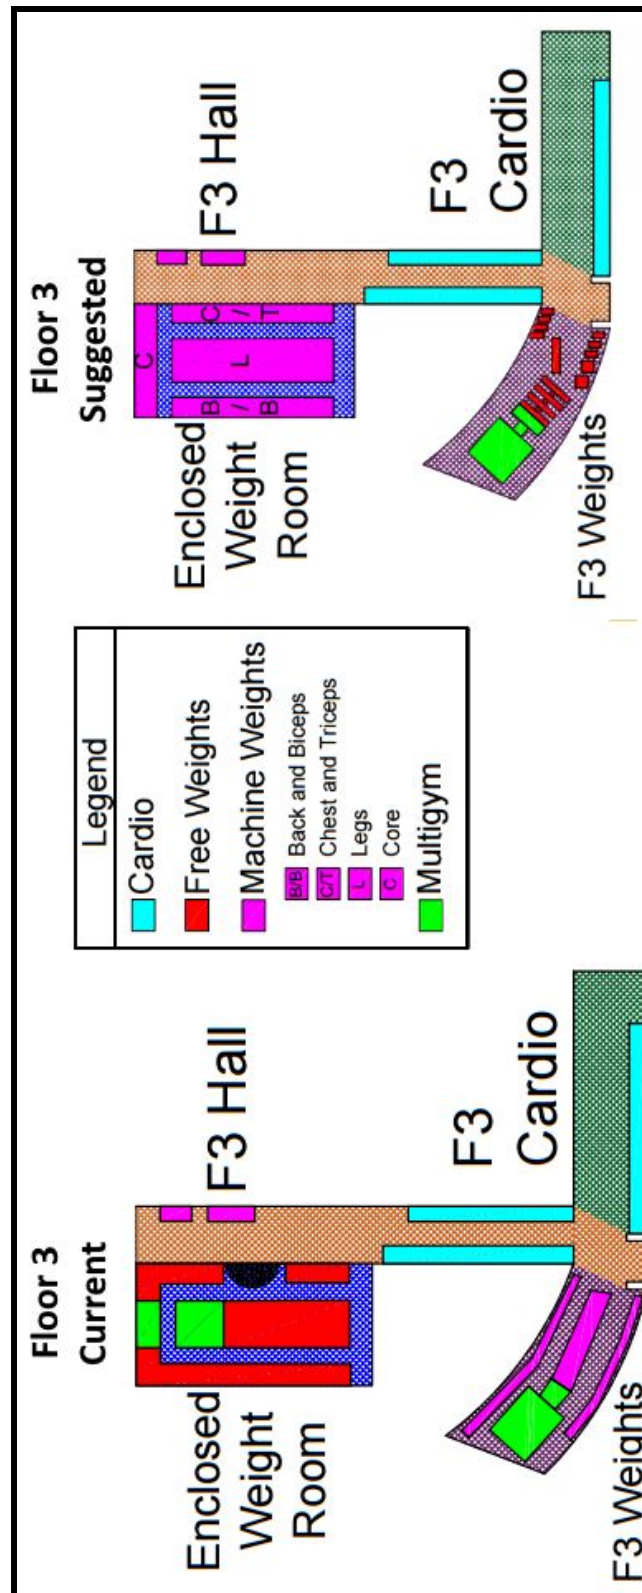 Floor 3
Current
Enclosed
Weight
Room
F3 Hall
F3
Cardio
F3 Weights
Legend
Cardio
Free Weights
Machine Weights
B/B Back and Biceps
C/T Chest and Triceps
L Legs
C Core
Multigym
Floor 3
Suggested
Enclosed
Weight
Room
C
B/B
L
C/T
F3 Hall
F3
Cardio
F3 Weights